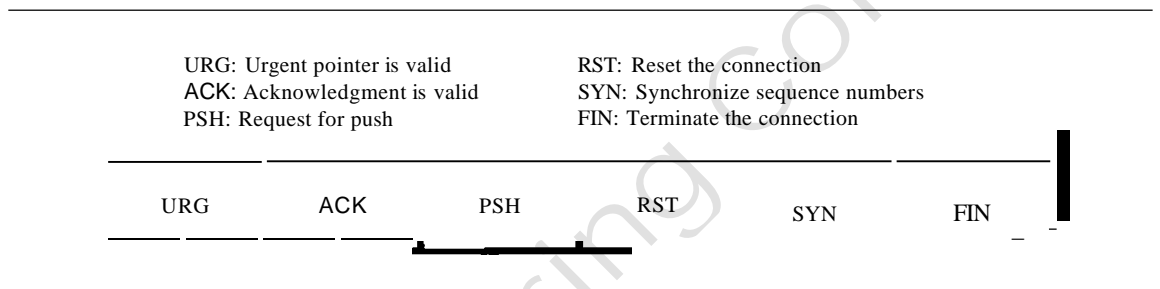 URG: Urgent pointer is valid
ACK: Acknowledgment is valid
PSH: Request for push
RST: Reset the connection
SYN: Synchronize sequence numbers
FIN: Terminate the connection
URG ACK PSH RST SYN FIN